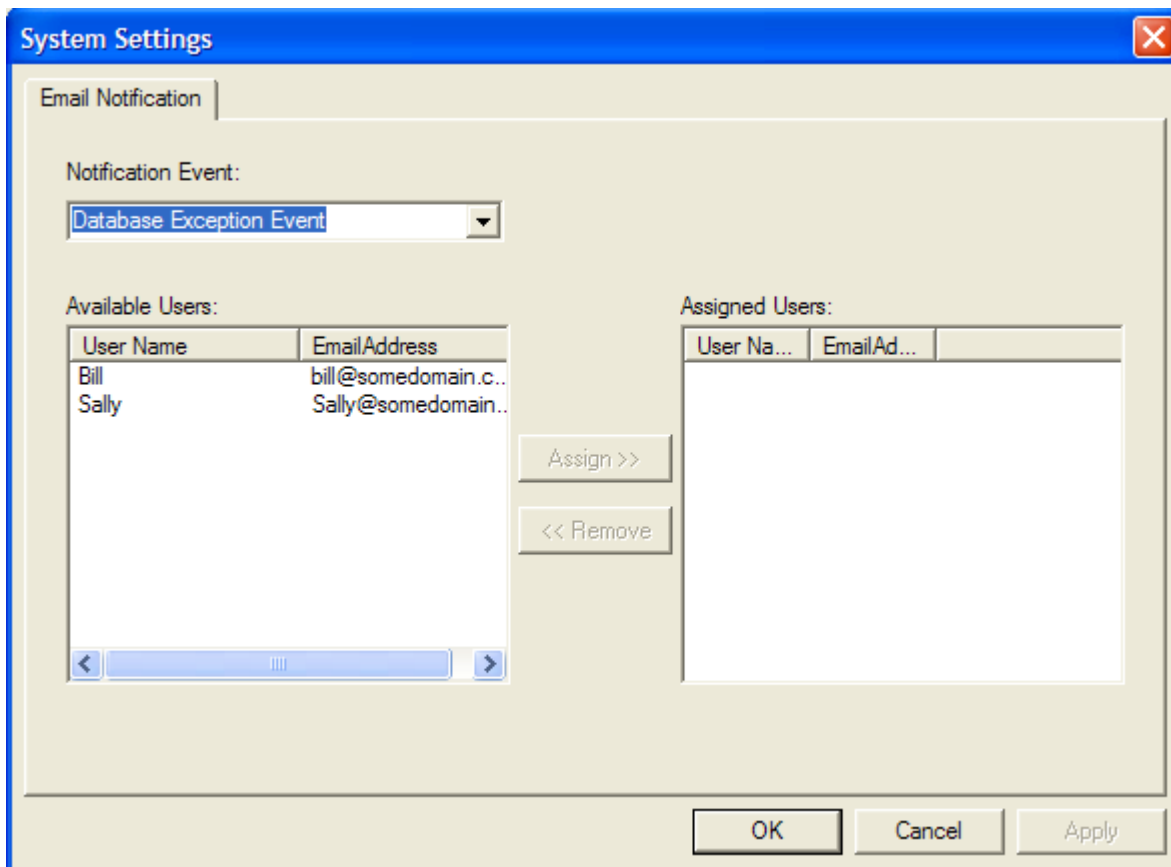 System Settings
Email Notification
Notification Event:
Database Exception Event
Available Users:
User Name EmailAddress
Bill bill@somedomain.c..
Sally Sally@somedomain..
Assign >>
<< Remove
Assigned Users:
User Na... EmailAd...
OK Cancel Apply